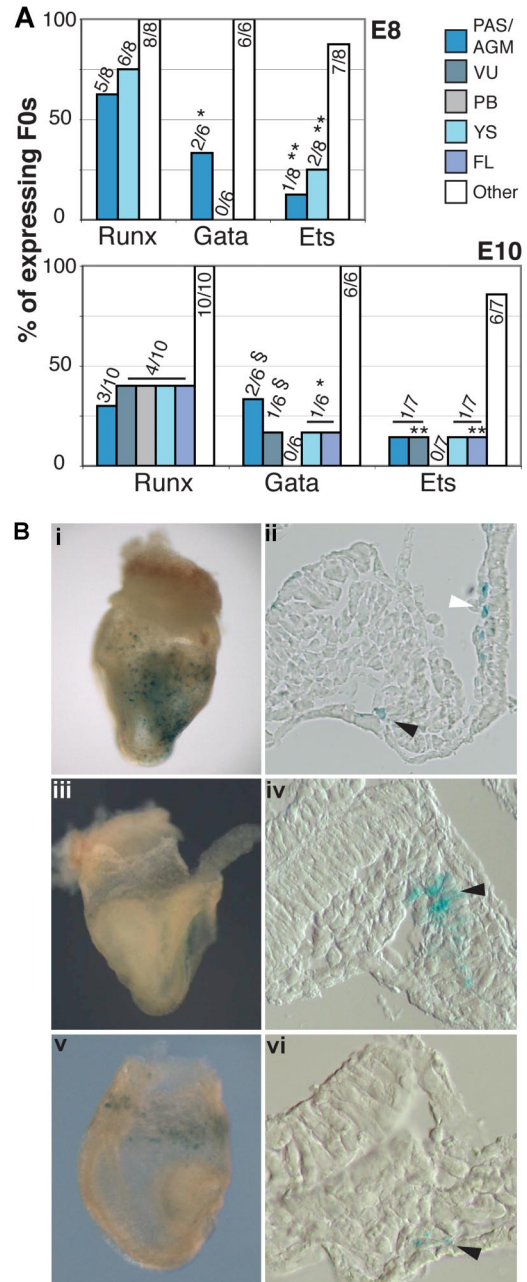 A
E8
PAS/
AGM
VU
PB
YS
FL
Other
% of expressing F0s
100
50
0
5/8
6/8
8/8
2/6 *
0/6
6/6
1/8 **
2/8 **
7/8
Runx
Gata
Ets
E10
100
50
0
3/10
4/10
10/10
2/6 §
1/6 §
0/6
1/6 *
6/6
1/7
**
0/7
1/7
**
6/7
Runx
Gata
Ets
B
i
ii
iii
iv
v
vi